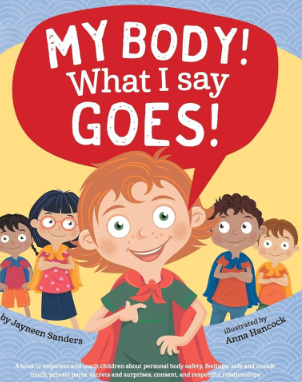 MY BODY!
What I say
GOES!
by Jayneen Sanders
illustrated by
Anna Hancock
A book to empower and teach children about personal body safety, feelings, safe and unsafe
touch, private parts, secrets and surprises, consent, and respectful relationships